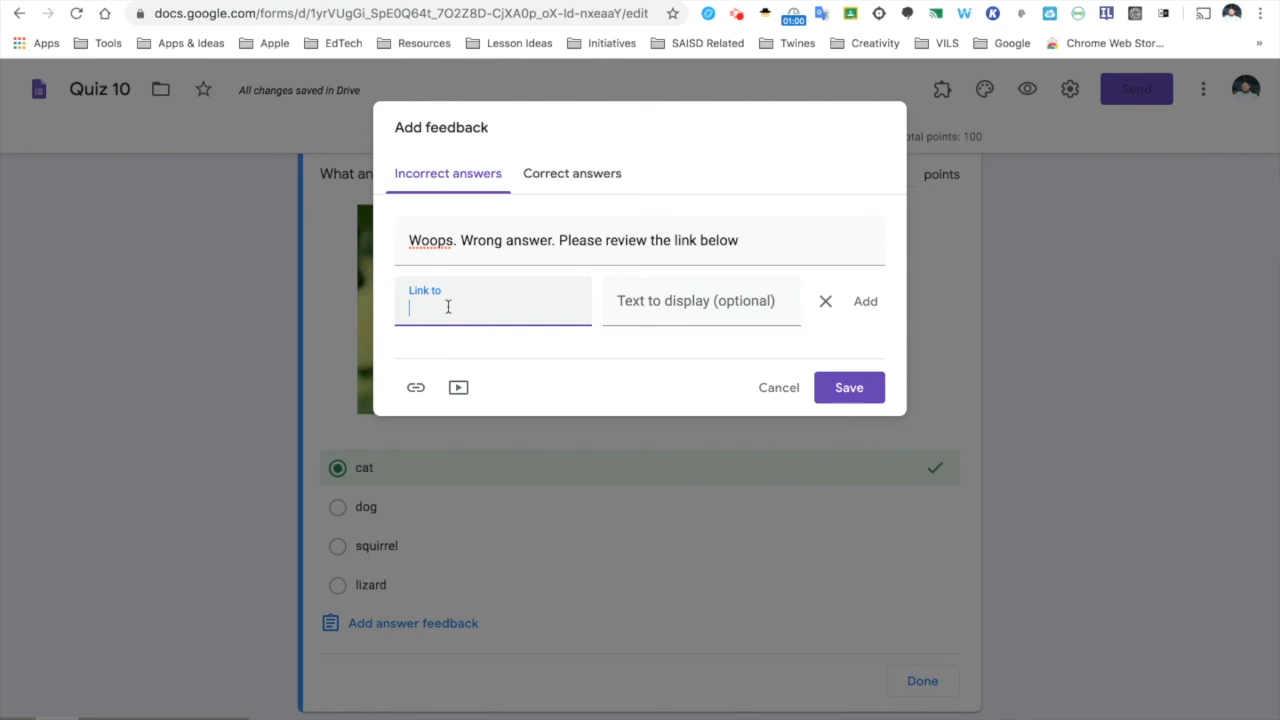 docs.google.com/forms/d/1yrVUgGi_SpE0Q64t_7O2Z8D-CjXA0p_oX-ld-nxeaaY/edit
01:00
Apps Tools Apps & Ideas Apple EdTech Resources Lesson Ideas Initiatives SAISD Related Twines Creativity VILS Google Chrome Web Stor... »
Quiz 10 All changes saved in Drive Send
Add feedback
tal points: 100
Incorrect answers Correct answers
What an points
Woops. Wrong answer. Please review the link below
Link to
Text to display (optional) Add
Cancel Save
cat
dog
squirrel
lizard
Add answer feedback
Done